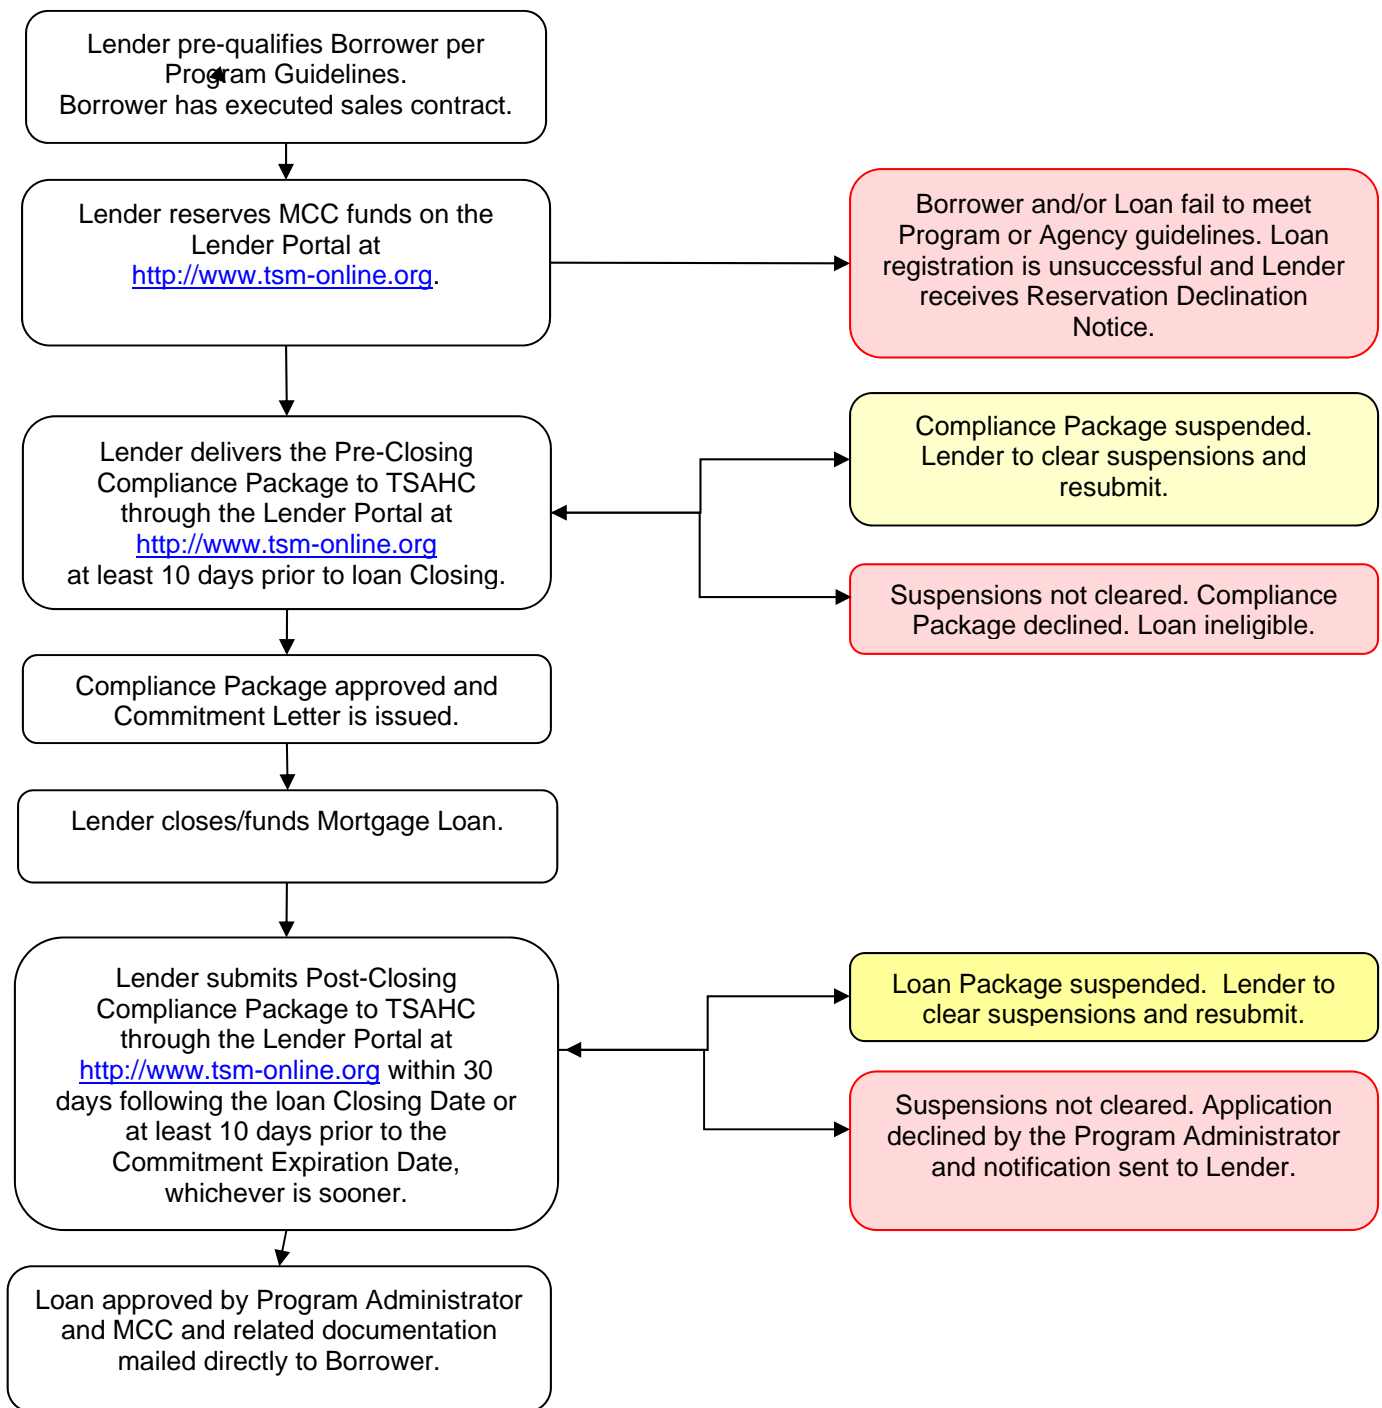 Lender pre-qualifies Borrower per
Program Guidelines.
Borrower has executed sales contract.
Lender reserves MCC funds on the
Lender Portal at
http://www.tsm-online.org.
Borrower and/or Loan fail to meet
Program or Agency guidelines. Loan
registration is unsuccessful and Lender
receives Reservation Declination
Notice.
Lender delivers the Pre-Closing
Compliance Package to TSAHC
through the Lender Portal at
http://www.tsm-online.org
at least 10 days prior to loan Closing.
Compliance Package suspended.
Lender to clear suspensions and
resubmit.
Suspensions not cleared. Compliance
Package declined. Loan ineligible.
Compliance Package approved and
Commitment Letter is issued.
Lender closes/funds Mortgage Loan.
Lender submits Post-Closing
Compliance Package to TSAHC
through the Lender Portal at
http://www.tsm-online.org within 30
days following the loan Closing Date or
at least 10 days prior to the
Commitment Expiration Date,
whichever is sooner.
Loan Package suspended.  Lender to
clear suspensions and resubmit.
Suspensions not cleared. Application
declined by the Program Administrator
and notification sent to Lender.
Loan approved by Program Administrator
and MCC and related documentation
mailed directly to Borrower.